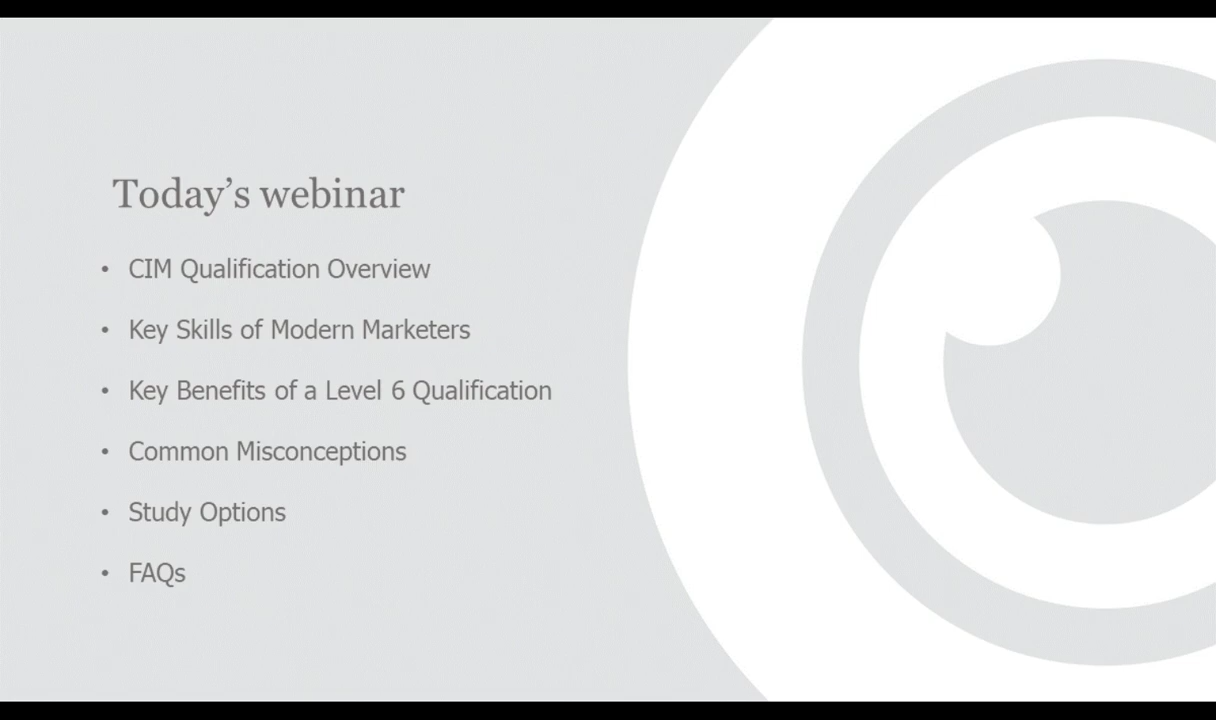 Today’s webinar
• CIM Qualification Overview
• Key Skills of Modern Marketers
• Key Benefits of a Level 6 Qualification
• Common Misconceptions
• Study Options
• FAQs